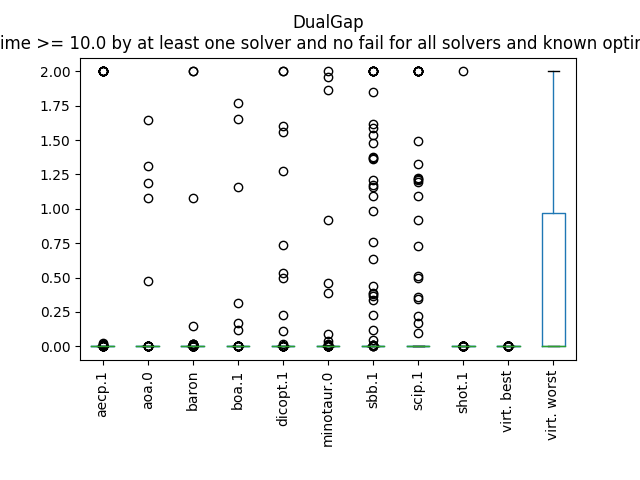 DualGap
ime >= 10.0 by at least one solver and no fail for all solvers and known optim
2.00
1.75
1.50
1.25
1.00
0.75
0.50
0.25
0.00
aecp.1
aoa.0
baron
boa.1
dicopt.1
minotaur.0
sbb.1
scip.1
shot.1
virt. best
virt. worst